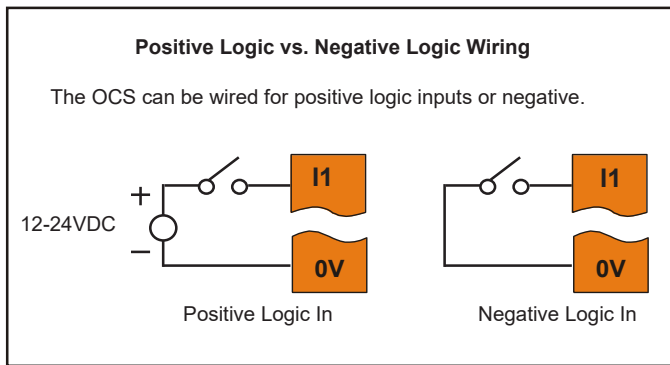 Positive Logic vs. Negative Logic Wiring
The OCS can be wired for positive logic inputs or negative.
I1
+
12-24VDC
–
0V
Positive Logic In
I1
0V
Negative Logic In